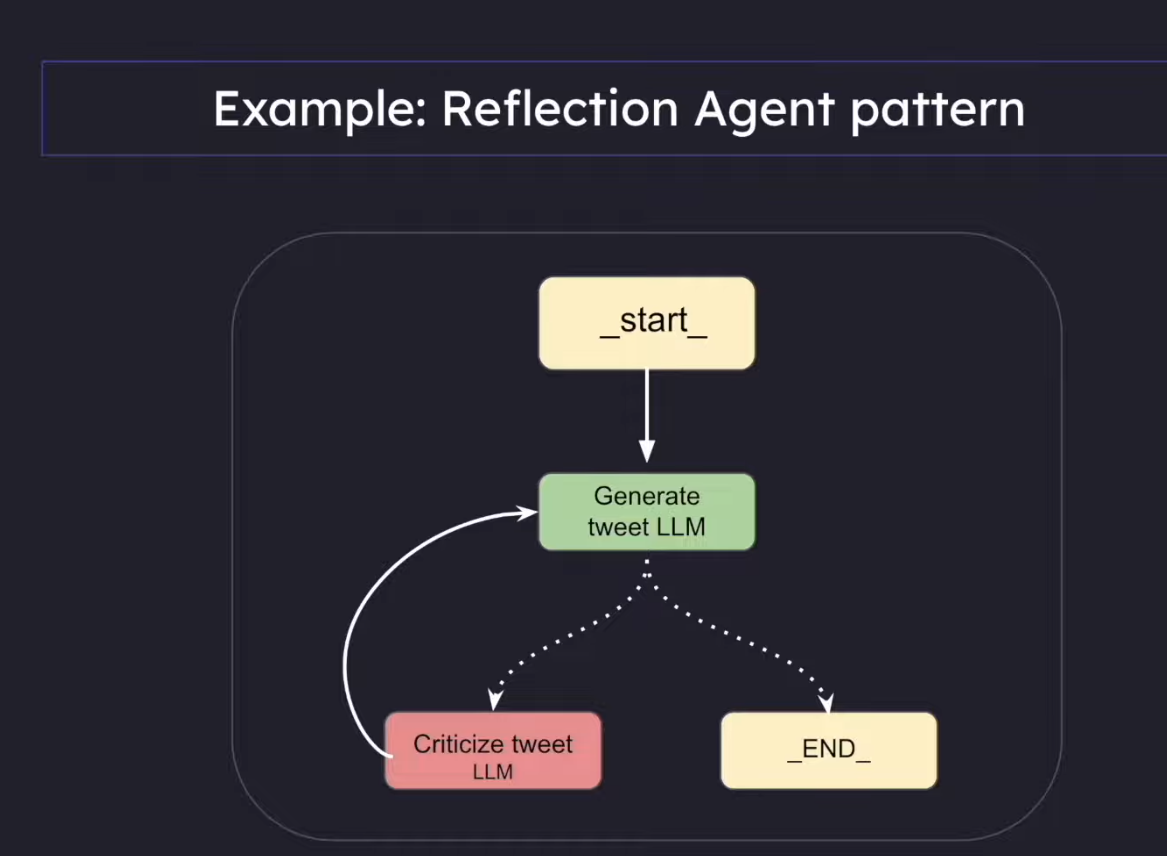 Example: Reflection Agent pattern
_start_
Generate
tweet LLM
Criticize tweet
LLM
_END_